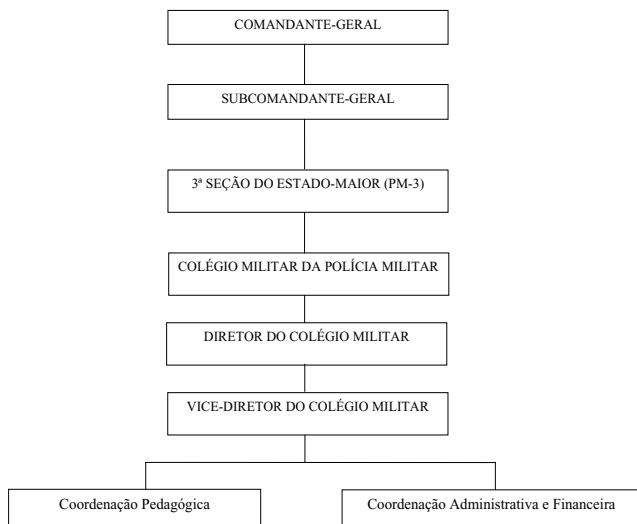 COMANDANTE-GERAL
SUBCOMANDANTE-GERAL
3ª SEÇÃO DO ESTADO-MAIOR (PM-3)
COLÉGIO MILITAR DA POLÍCIA MILITAR
DIRETOR DO COLÉGIO MILITAR
VICE-DIRETOR DO COLÉGIO MILITAR
Coordenação Pedagógica
Coordenação Administrativa e Financeira